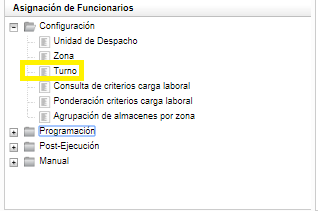 Asignación de Funcionarios
Configuración
Unidad de Despacho
Zona
Turno
Consulta de criterios carga laboral
Ponderación criterios carga laboral
Agrupación de almacenes por zona
Programación
Post-Ejecución
Manual